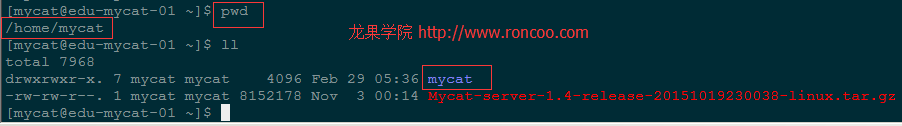 [mycat@edu-mycat-01 ~]$ pwd
/home/mycat
龙果学院 http://www.roncoo.com
[mycat@edu-mycat-01 ~]$ ll
total 7968
drwxrwxr-x. 7 mycat mycat    4096 Feb 29 05:36 mycat
-rw-rw-r--. 1 mycat mycat 8152178 Nov  3 00:14 Mycat-server-1.4-release-20151019230038-linux.tar.gz
[mycat@edu-mycat-01 ~]$